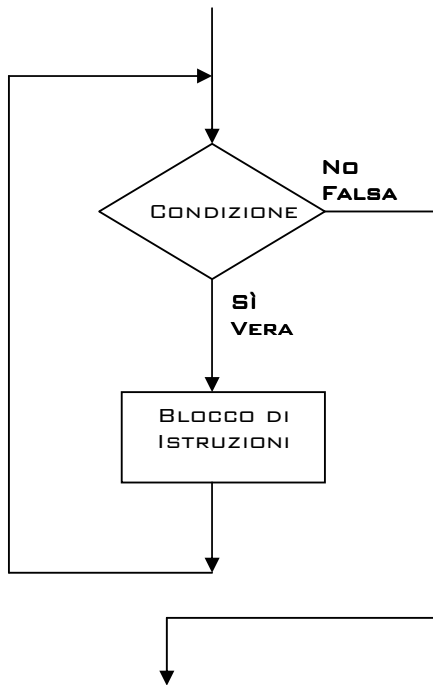 No
Falsa
Condizione
Sì
Vera
Blocco di
Istruzioni